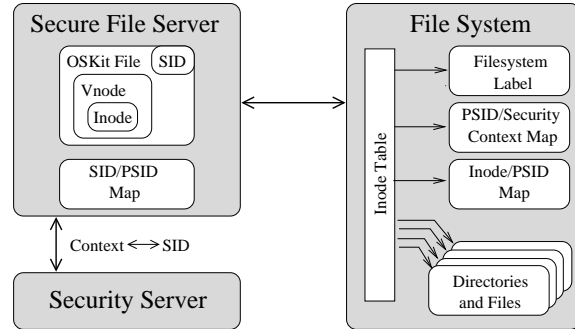 Secure File Server
OSKit File
SID
Vnode
Inode
SID/PSID
Map
Context
SID
Security Server
File System
Inode Table
Filesystem
Label
PSID/Security
Context Map
Inode/PSID
Map
Directories
and Files